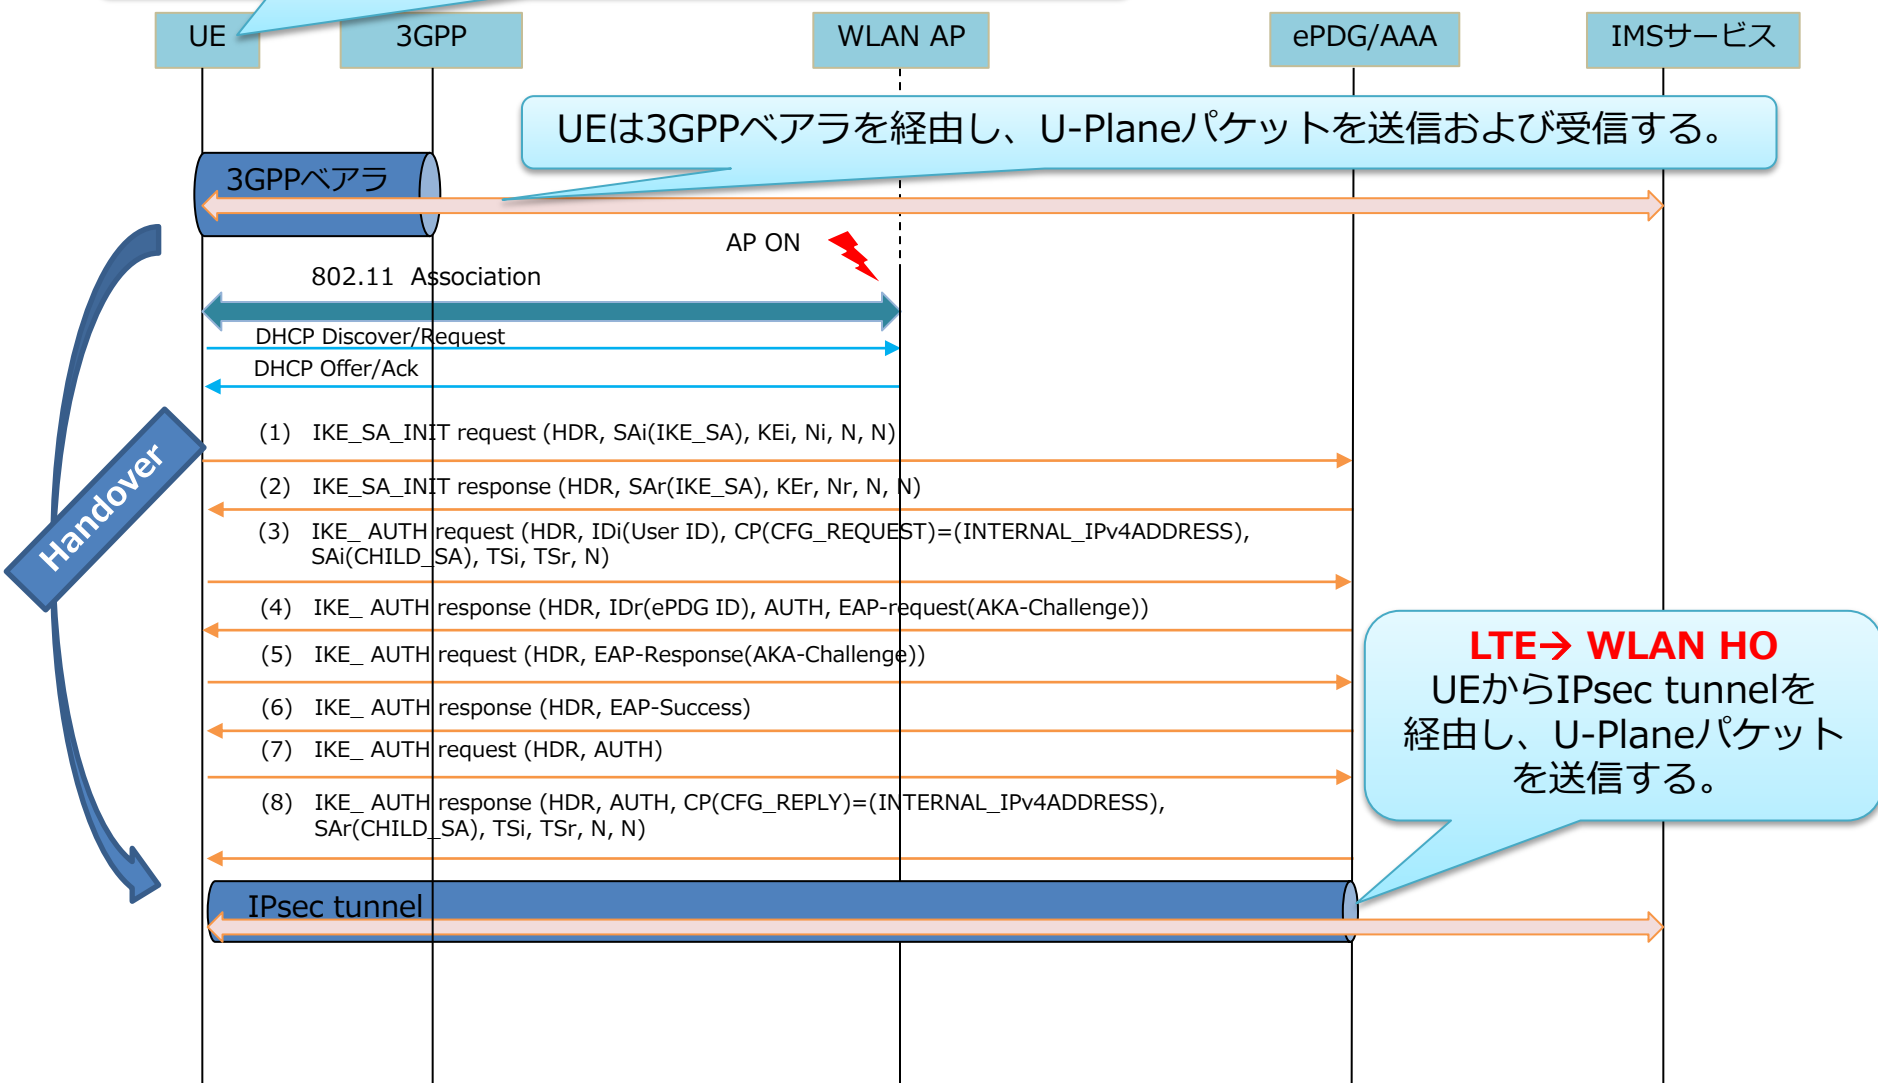 UE
3GPP
WLAN AP
ePDG/AAA
IMSサービス
UEは3GPPベアラを経由し、U-Planeパケットを送信および受信する。
3GPPベアラ
AP ON
802.11 Association
DHCP Discover/Request
DHCP Offer/Ack
(1) IKE_SA_INIT request (HDR, SAi(IKE_SA), KEi, Ni, N, N)
(2) IKE_SA_INIT response (HDR, SAr(IKE_SA), KEr, Nr, N, N)
(3) IKE_ AUTH request (HDR, IDi(User ID), CP(CFG_REQUEST)=(INTERNAL_IPv4ADDRESS),
SAi(CHILD_SA), TSi, TSr, N)
Handover
(4) IKE_ AUTH response (HDR, IDr(ePDG ID), AUTH, EAP-request(AKA-Challenge))
(5) IKE_ AUTH request (HDR, EAP-Response(AKA-Challenge))
(6) IKE_ AUTH response (HDR, EAP-Success)
(7) IKE_ AUTH request (HDR, AUTH)
(8) IKE_ AUTH response (HDR, AUTH, CP(CFG_REPLY)=(INTERNAL_IPv4ADDRESS),
SAr(CHILD_SA), TSi, TSr, N, N)
LTE→ WLAN HO
UEからIPsec tunnelを
経由し、U-Planeパケット
を送信する。
IPsec tunnel